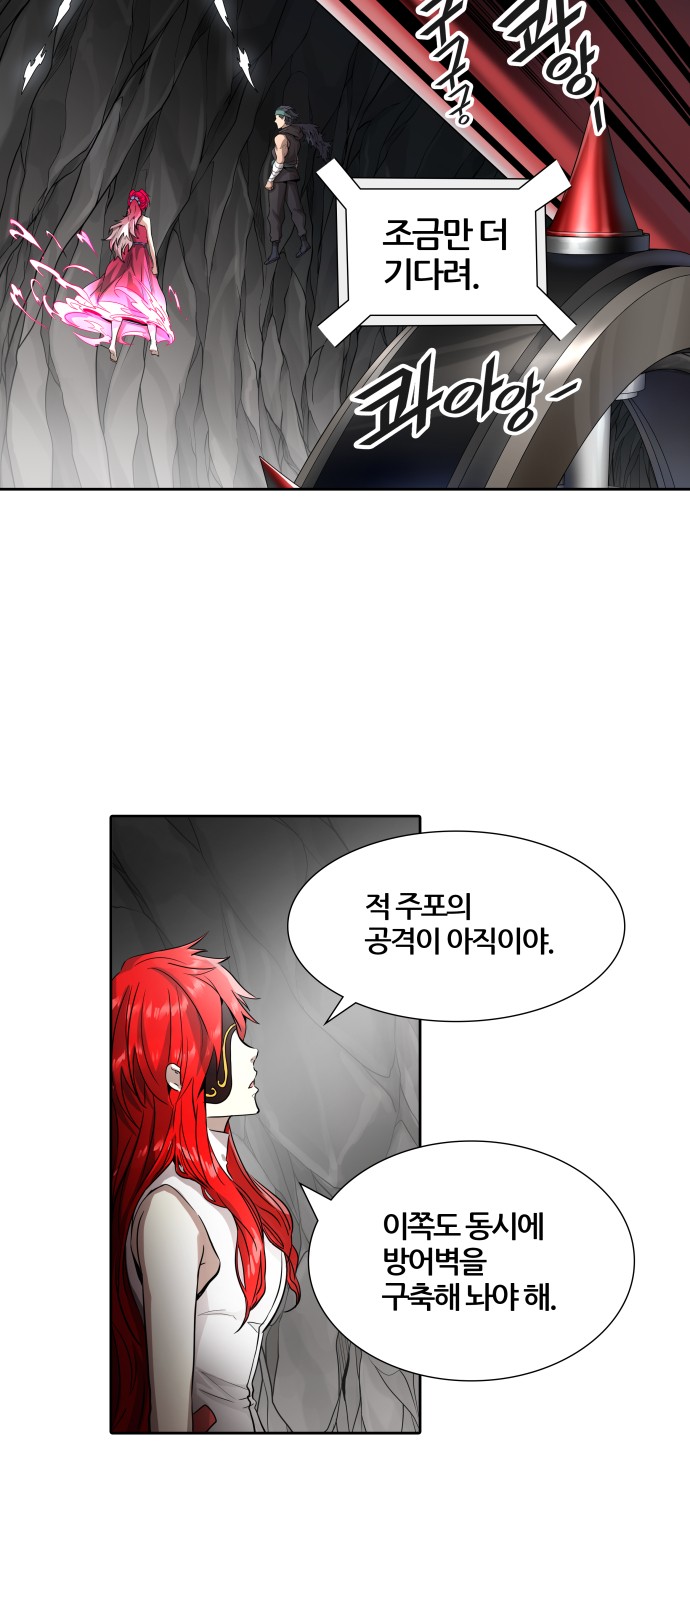 구구궁
콰앙
조금만 더
기다려.
콰아앙-
적 주포의
공격이 아직이야.
이쪽도 동시에
방어벽을
구축해 놔야 해.